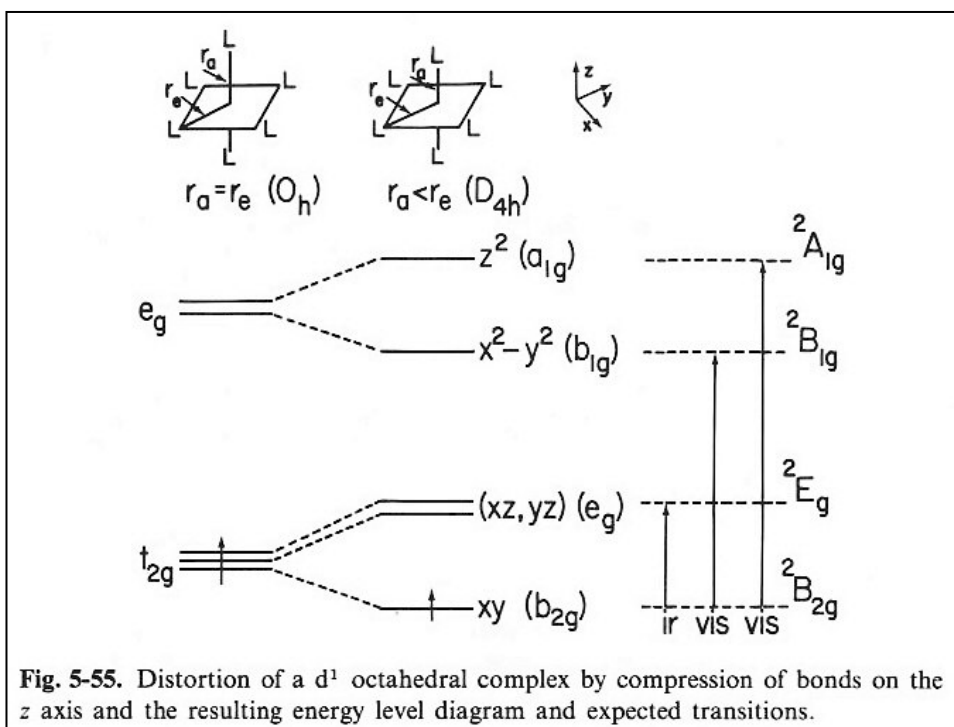 L L
r_a r_a z
L L L L
r_e r_e y
L L L L x
L L
r_a=r_e (O_h) r_a<r_e (D_4h)
z² (a_1g) ²A_1g
e_g
x²−y² (b_1g) ²B_1g
(xz, yz) (e_g) ²E_g
t_2g
xy (b_2g) ²B_2g
ir vis vis
Fig. 5-55. Distortion of a d¹ octahedral complex by compression of bonds on the
z axis and the resulting energy level diagram and expected transitions.